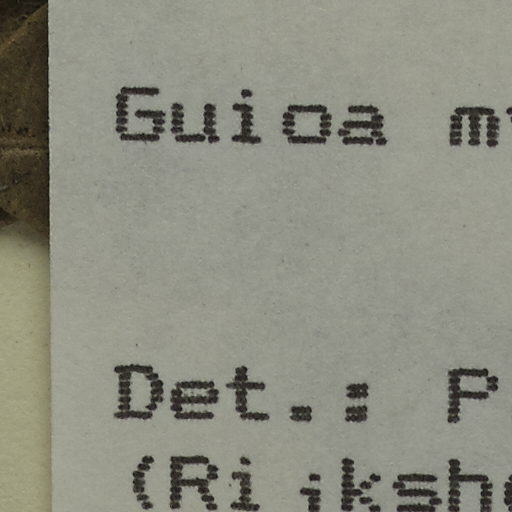 Guioa m
Det.: P
(Rijksh